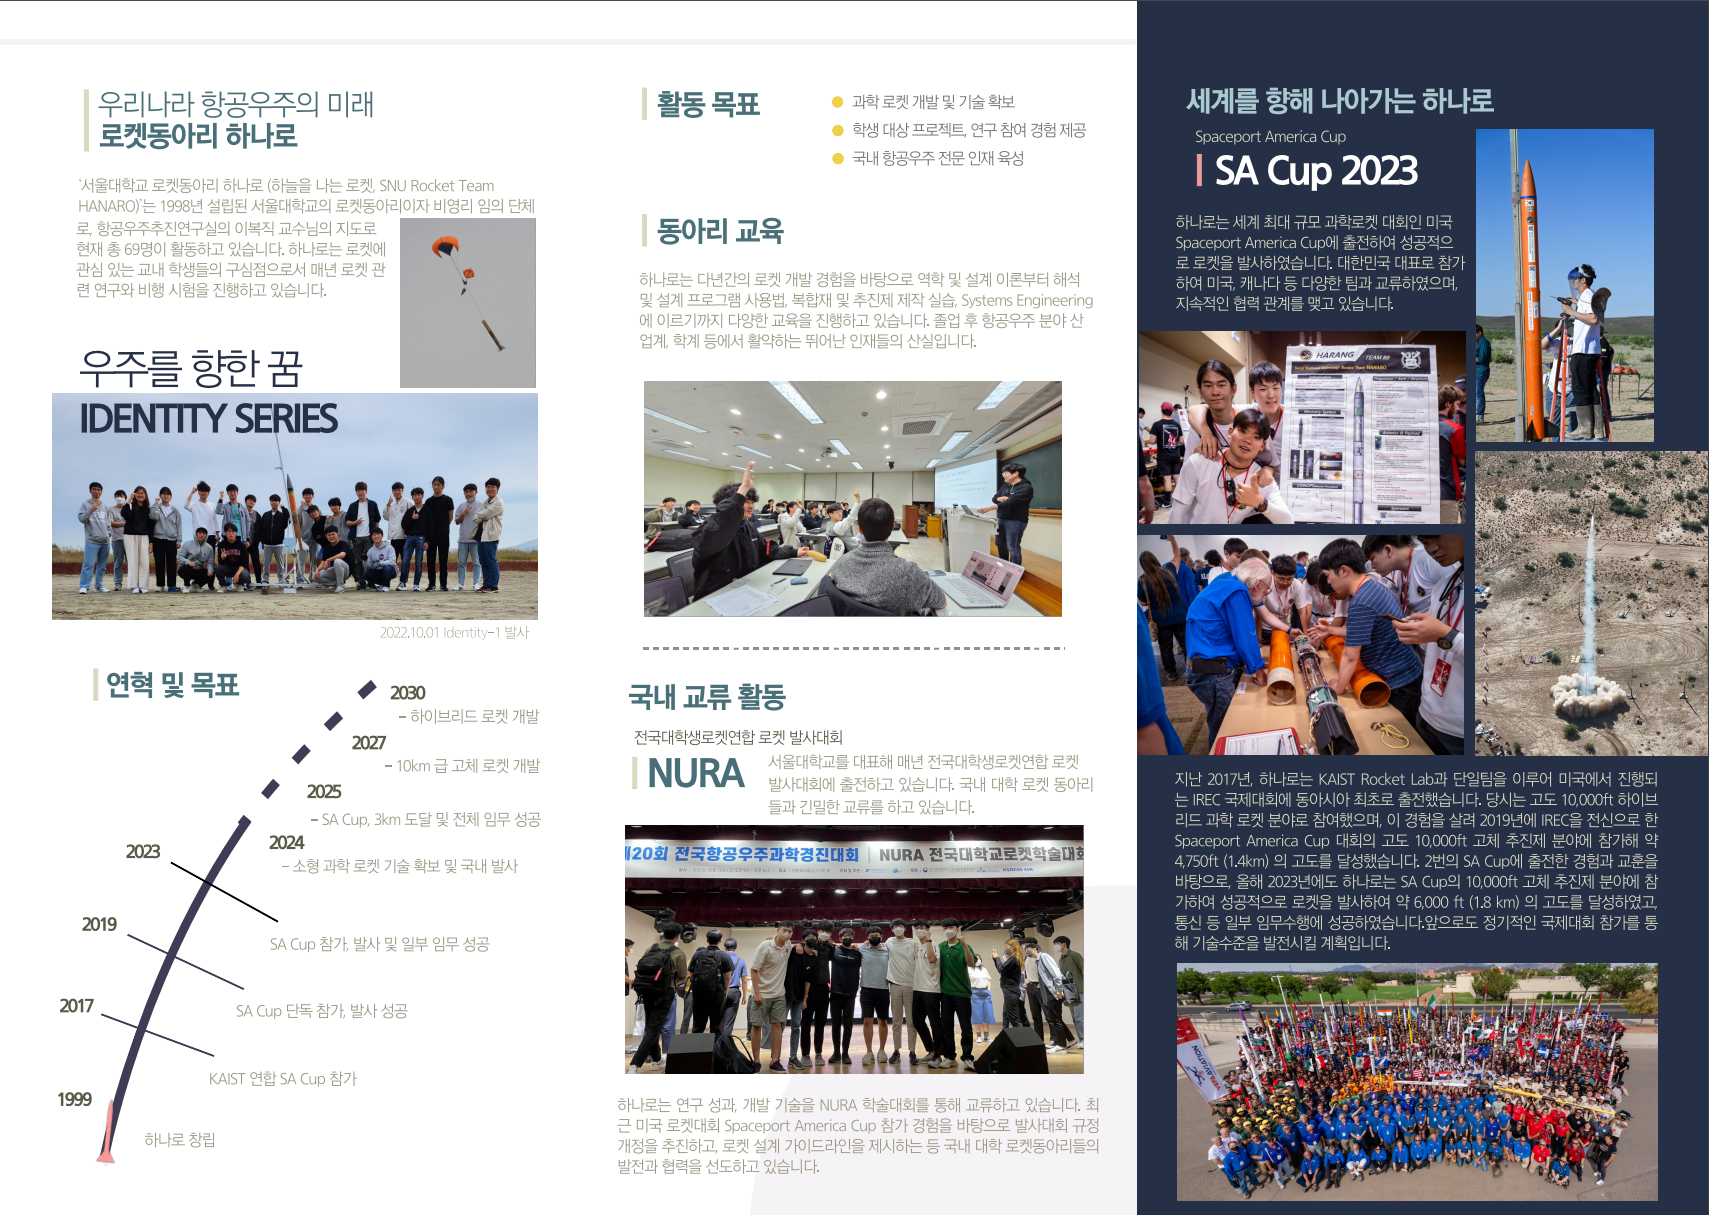 우리나라 항공우주의 미래
로켓동아리 하나로
'서울대학교 로켓동아리 하나로 (하늘을 나는 로켓, SNU Rocket Team
HANARO)'는 1998년 설립된 서울대학교의 로켓동아리이자 비영리 임의 단체
로, 항공우주추진연구실의 이복직 교수님의 지도로
현재 총 69명이 활동하고 있습니다. 하나로는 로켓에
관심 있는 교내 학생들의 구심점으로서 매년 로켓 관
련 연구와 비행 시험을 진행하고 있습니다.
우주를 향한 꿈
IDENTITY SERIES
2022.10.01 Identity-1 발사
연혁 및 목표
2030
- 하이브리드 로켓 개발
2027
- 10km 급 고체 로켓 개발
2025
- SA Cup, 3km 도달 및 전체 임무 성공
2024
- 소형 과학 로켓 기술 확보 및 국내 발사
2023
SA Cup 참가, 발사 및 일부 임무 성공
2019
SA Cup 단독 참가, 발사 성공
2017
KAIST 연합 SA Cup 참가
1999
하나로 창립
활동 목표
과학 로켓 개발 및 기술 확보
학생 대상 프로젝트, 연구 참여 경험 제공
국내 항공우주 전문 인재 육성
동아리 교육
하나로는 다년간의 로켓 개발 경험을 바탕으로 역학 및 설계 이론부터 해석
및 설계 프로그램 사용법, 복합재 및 추진제 제작 실습, Systems Engineering
에 이르기까지 다양한 교육을 진행하고 있습니다. 졸업 후 항공우주 분야 산
업계, 학계 등에서 활약하는 뛰어난 인재들의 산실입니다.
국내 교류 활동
전국대학생로켓연합 로켓 발사대회
NURA
서울대학교를 대표해 매년 전국대학생로켓연합 로켓
발사대회에 출전하고 있습니다. 국내 대학 로켓 동아리
들과 긴밀한 교류를 하고 있습니다.
제20회 전국항공우주과학경진대회 | NURA 전국대학교로켓학술대회
하나로는 연구 성과, 개발 기술을 NURA 학술대회를 통해 교류하고 있습니다. 최
근 미국 로켓대회 Spaceport America Cup 참가 경험을 바탕으로 발사대회 규정
개정을 추진하고, 로켓 설계 가이드라인을 제시하는 등 국내 대학 로켓동아리들의
발전과 협력을 선도하고 있습니다.
세계를 향해 나아가는 하나로
Spaceport America Cup
SA Cup 2023
하나로는 세계 최대 규모 과학로켓 대회인 미국
Spaceport America Cup에 출전하여 성공적으
로 로켓을 발사하였습니다. 대한민국 대표로 참가
하여 미국, 캐나다 등 다양한 팀과 교류하였으며,
지속적인 협력 관계를 맺고 있습니다.
HARANG TEAM 89
지난 2017년, 하나로는 KAIST Rocket Lab과 단일팀을 이루어 미국에서 진행되
는 IREC 국제대회에 동아시아 최초로 출전했습니다. 당시는 고도 10,000ft 하이브
리드 과학 로켓 분야로 참여했으며, 이 경험을 살려 2019년에 IREC을 전신으로 한
Spaceport America Cup 대회의 고도 10,000ft 고체 추진제 분야에 참가해 약
4,750ft (1.4km) 의 고도를 달성했습니다. 2번의 SA Cup에 출전한 경험과 교훈을
바탕으로, 올해 2023년에도 하나로는 SA Cup의 10,000ft 고체 추진제 분야에 참
가하여 성공적으로 로켓을 발사하여 약 6,000 ft (1.8 km) 의 고도를 달성하였고,
통신 등 일부 임무수행에 성공하였습니다.앞으로도 정기적인 국제대회 참가를 통
해 기술수준을 발전시킬 계획입니다.